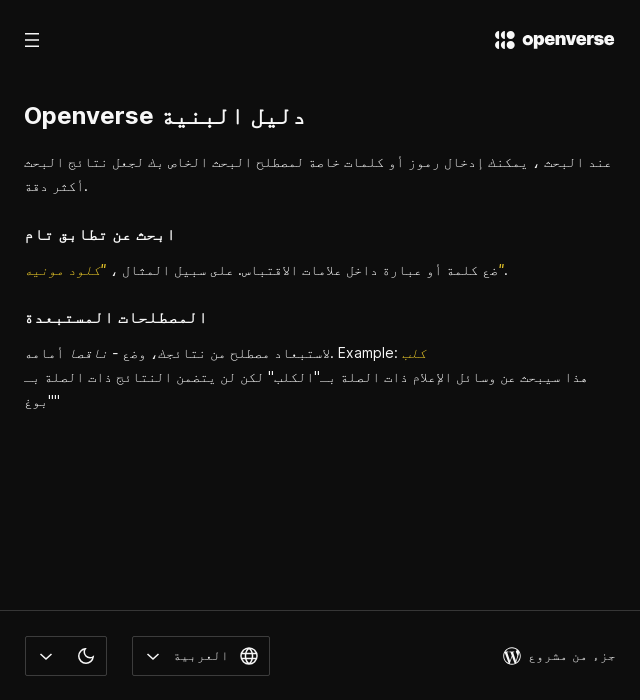 openverse
دليل البنية Openverse
عند البحث ، يمكنك إدخال رموز أو كلمات خاصة لمصطلح البحث الخاص بك لجعل نتائج البحث
أكثر دقة.
ابحث عن تطابق تام
ضع كلمة أو عبارة داخل علامات الاقتباس. على سبيل المثال ، "كلود مونيه".
المصطلحات المستبعدة
لاستبعاد مصطلح من نتائجك، وضع - ناقصا أمامه. Example: كلب
هذا سيبحث عن وسائل الإعلام ذات الصلة بـ"الكلب" لكن لن يتضمن النتائج ذات الصلة بـ
"بوغ"
العربية
جزء من مشروع